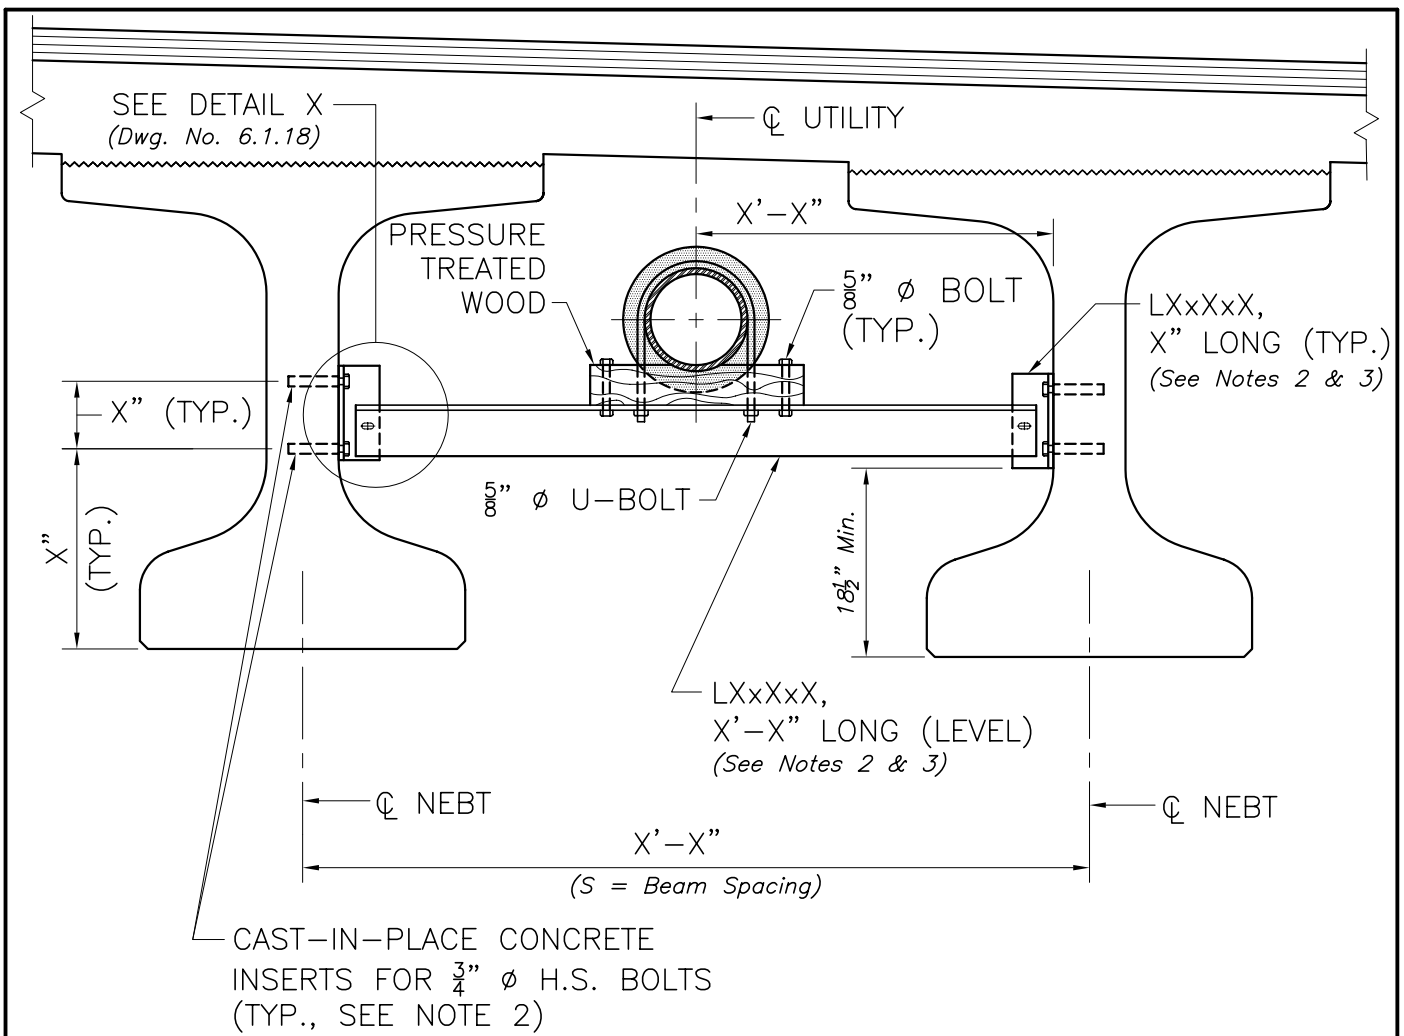 SEE DETAIL X
(Dwg. No. 6.1.18)
℄ UTILITY
X'-X"
PRESSURE
TREATED
WOOD
5/8" ø BOLT
(TYP.)
LXxXxX,
X" LONG (TYP.)
(See Notes 2 & 3)
X" (TYP.)
5/8" ø U-BOLT
X"
(TYP.)
18 1/2" Min.
LXxXxX,
X'-X" LONG (LEVEL)
(See Notes 2 & 3)
℄ NEBT
℄ NEBT
X'-X"
(S = Beam Spacing)
CAST-IN-PLACE CONCRETE
INSERTS FOR 3/4" ø H.S. BOLTS
(TYP., SEE NOTE 2)